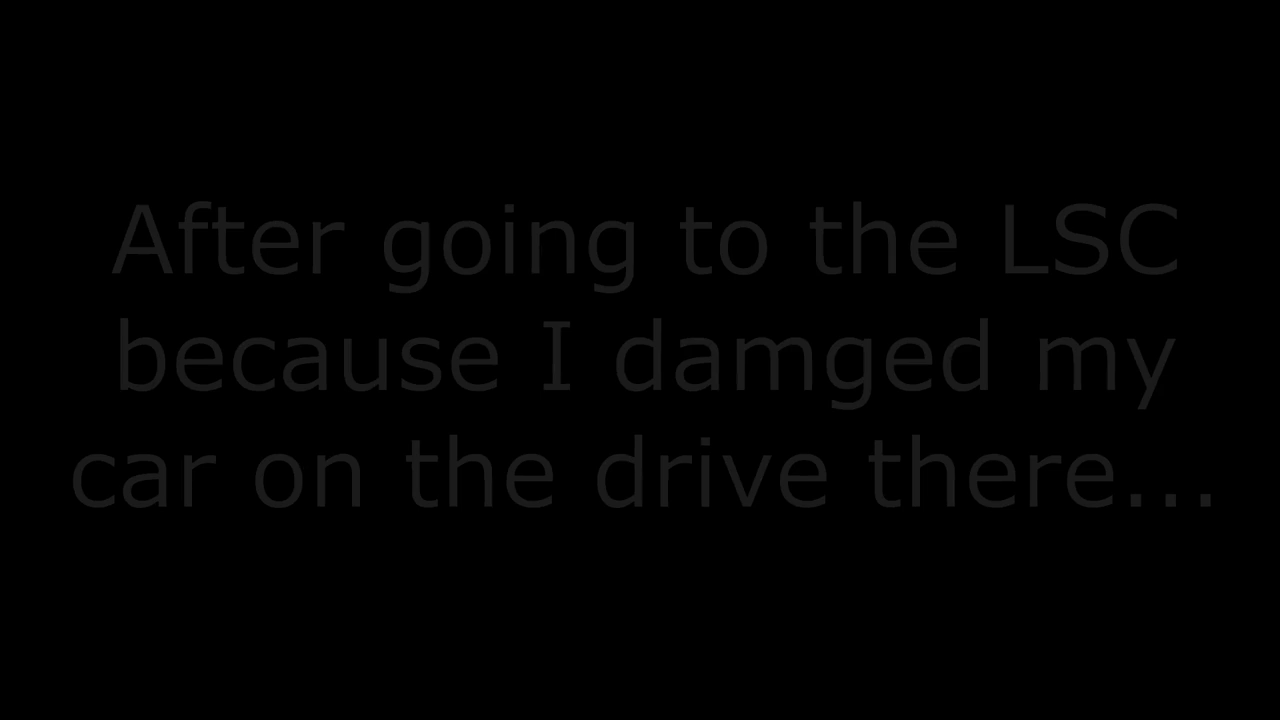 After going to the LSC
because I damged my
car on the drive there...